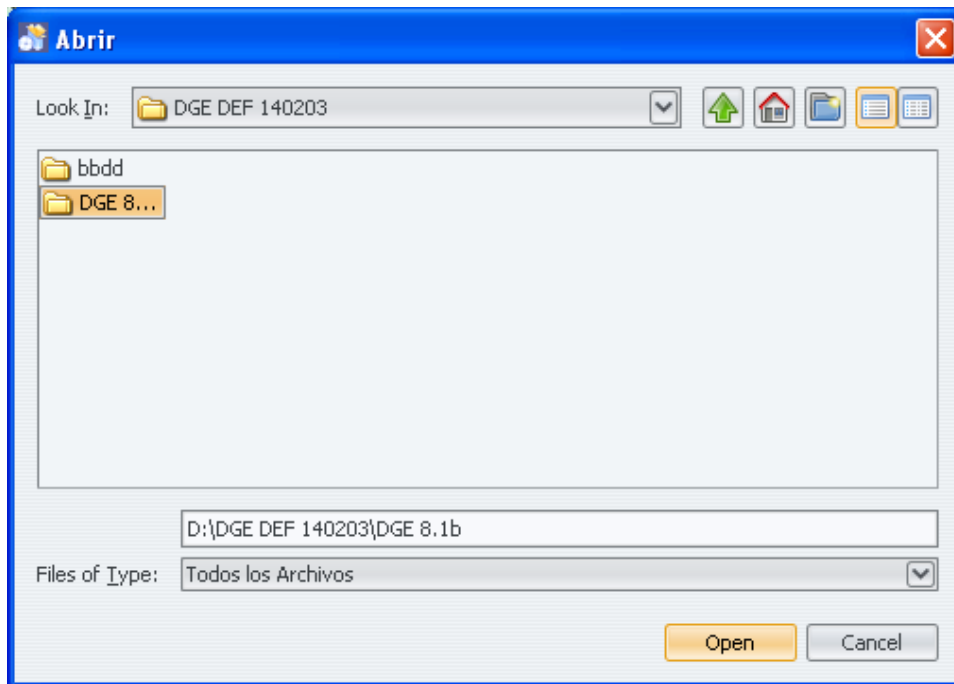 Abrir
Look In: DGE DEF 140203
bbdd
DGE 8...
D:\DGE DEF 140203\DGE 8.1b
Files of Type: Todos los Archivos
Open Cancel